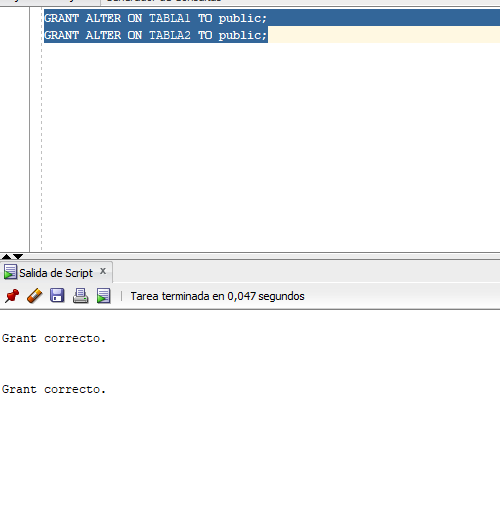 GRANT ALTER ON TABLA1 TO public;
GRANT ALTER ON TABLA2 TO public;
Salida de Script x
Tarea terminada en 0,047 segundos
Grant correcto.
Grant correcto.